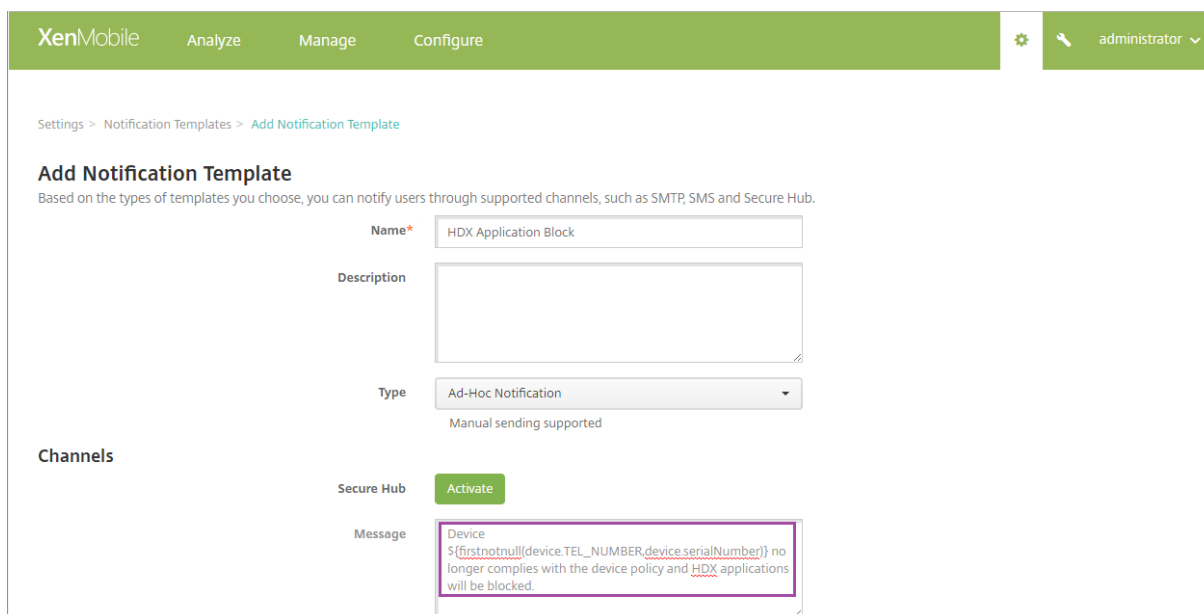 XenMobile Analyze Manage Configure administrator
Settings > Notification Templates > Add Notification Template
Add Notification Template
Based on the types of templates you choose, you can notify users through supported channels, such as SMTP, SMS and Secure Hub.
Name* HDX Application Block
Description
Type Ad-Hoc Notification
Manual sending supported
Channels
Secure Hub Activate
Message Device
${firstnotnull(device.TEL_NUMBER,device.serialNumber)} no
longer complies with the device policy and HDX applications
will be blocked.